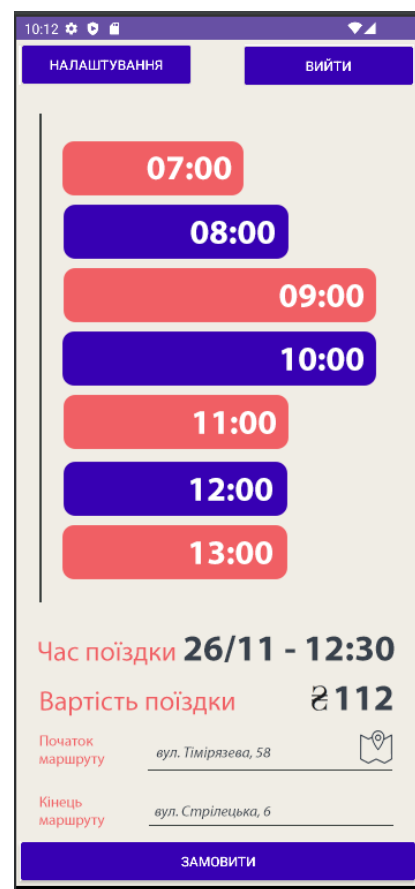 10:12
НАЛАШТУВАННЯ
ВИЙТИ
07:00
08:00
09:00
10:00
11:00
12:00
13:00
Час поїздки 26/11 - 12:30
Вартість поїздки ₴112
Початок
маршруту
вул. Тімірязева, 58
Кінець
маршруту
вул. Стрілецька, 6
ЗАМОВИТИ